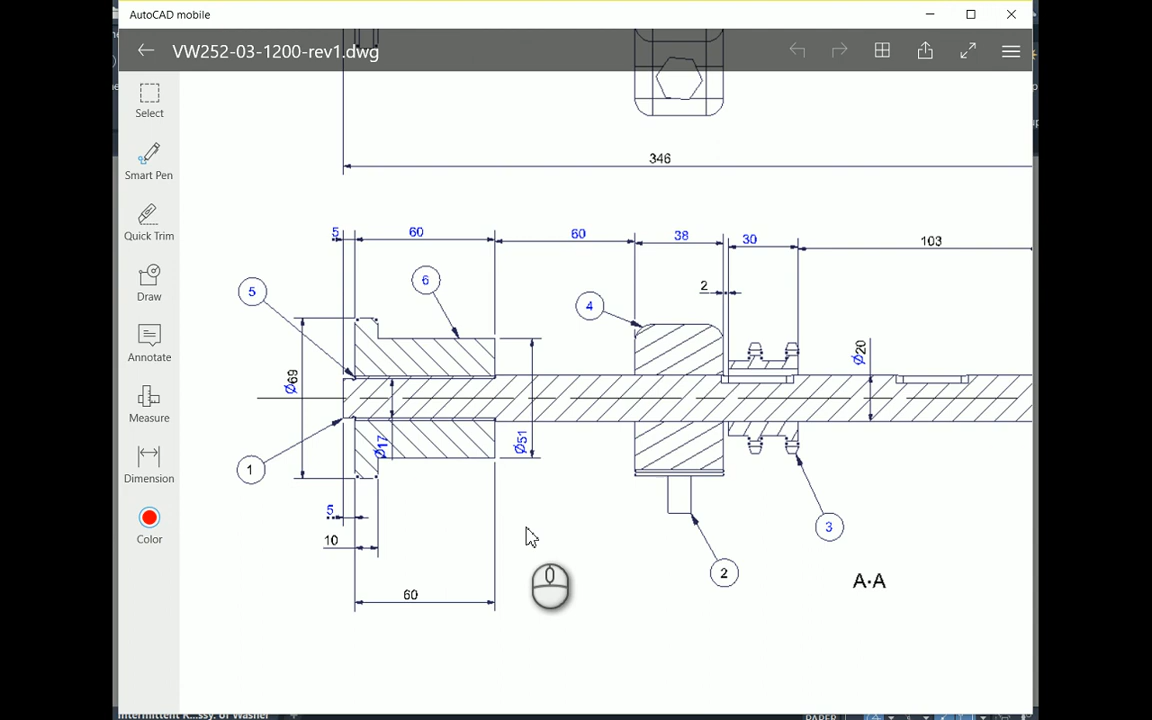 AutoCAD mobile
VW252-03-1200-rev1.dwg
Select
Smart Pen
Quick Trim
Draw
Annotate
Measure
Dimension
Color
346
5
60
60
38
30
103
2
5
6
4
Ø69
Ø17
Ø51
Ø20
1
3
2
5
10
60
A-A
PAPER